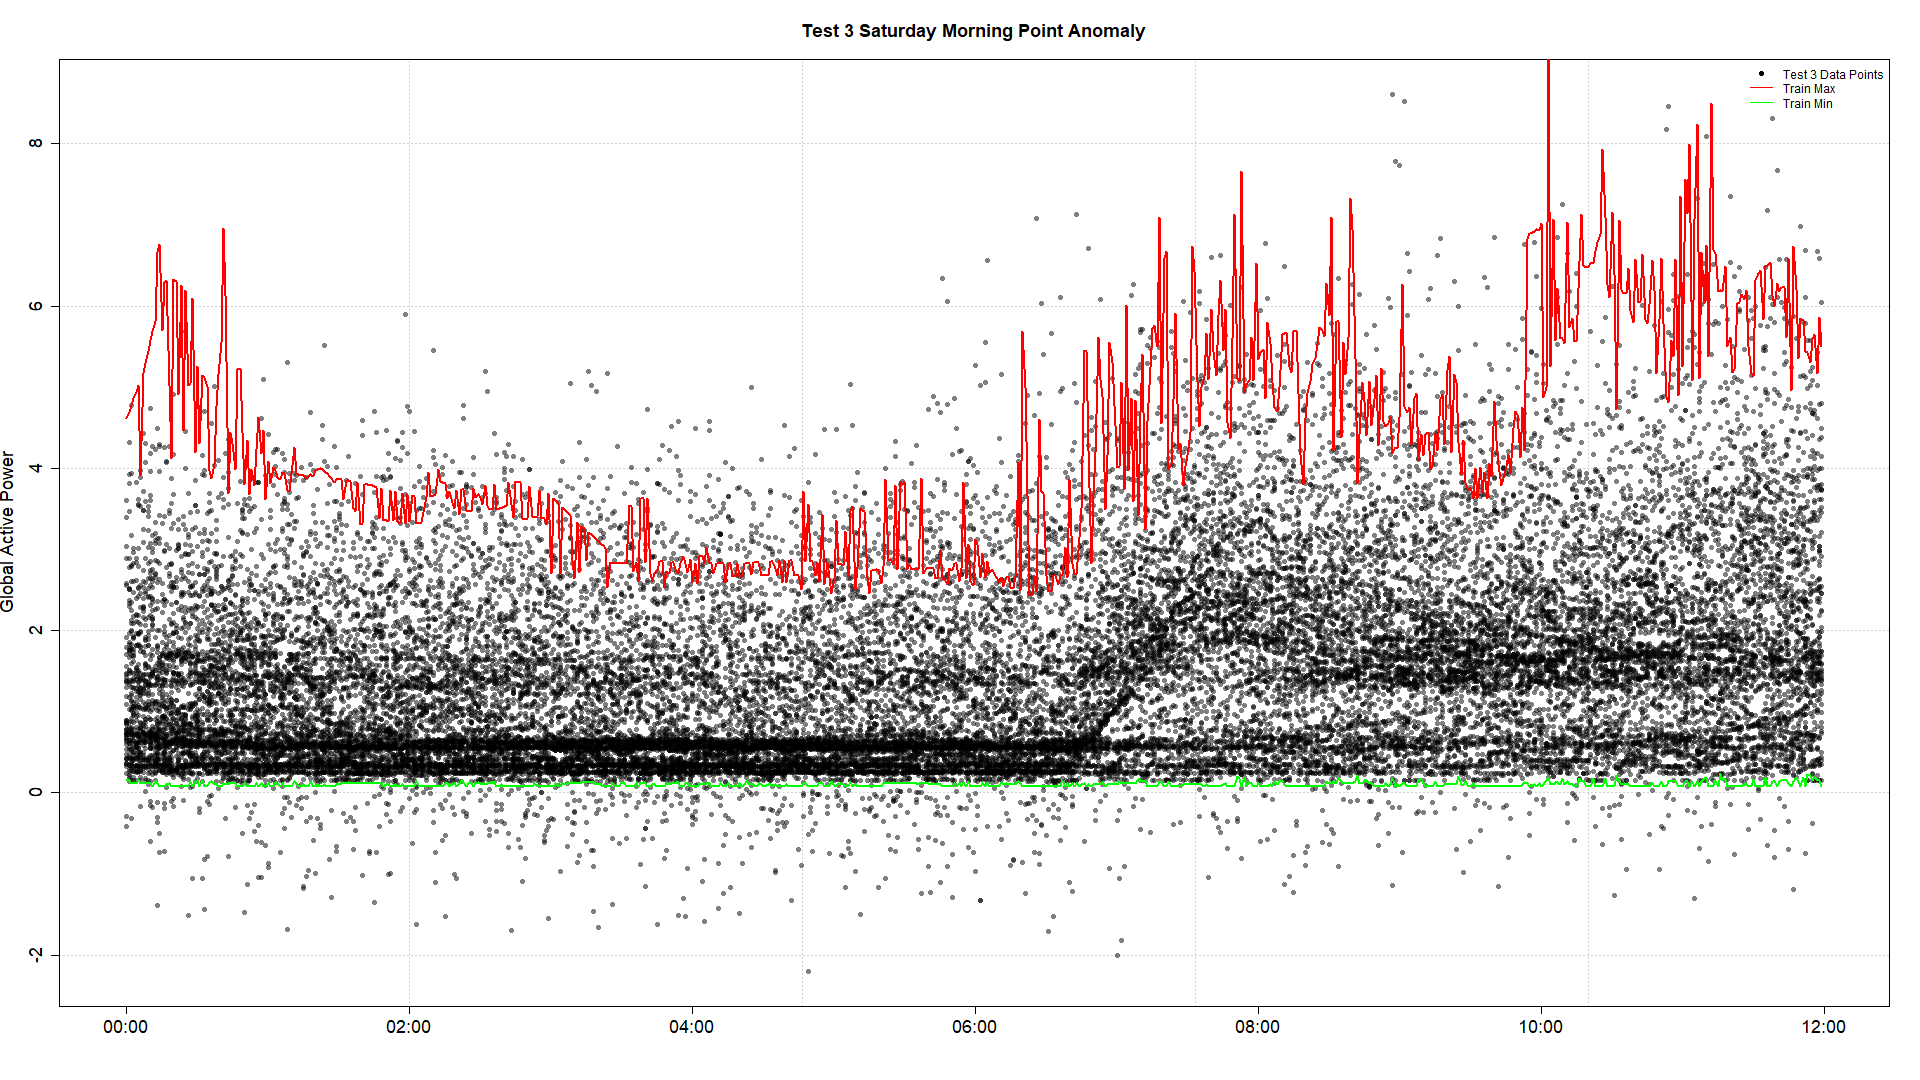 Test 3 Saturday Morning Point Anomaly
Test 3 Data Points
Train Max
Train Min
Global Active Power
8
6
4
2
0
-2
00:00
02:00
04:00
06:00
08:00
10:00
12:00